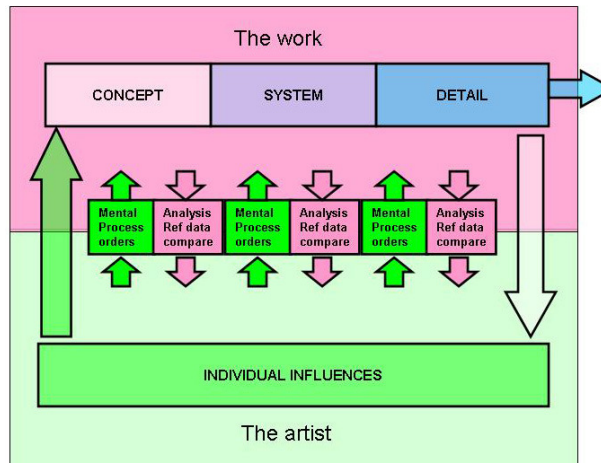 The work
CONCEPT SYSTEM DETAIL
Mental Analysis Mental Analysis Mental Analysis
Process Ref data Process Ref data Process Ref data
orders compare orders compare orders compare
INDIVIDUAL INFLUENCES
The artist